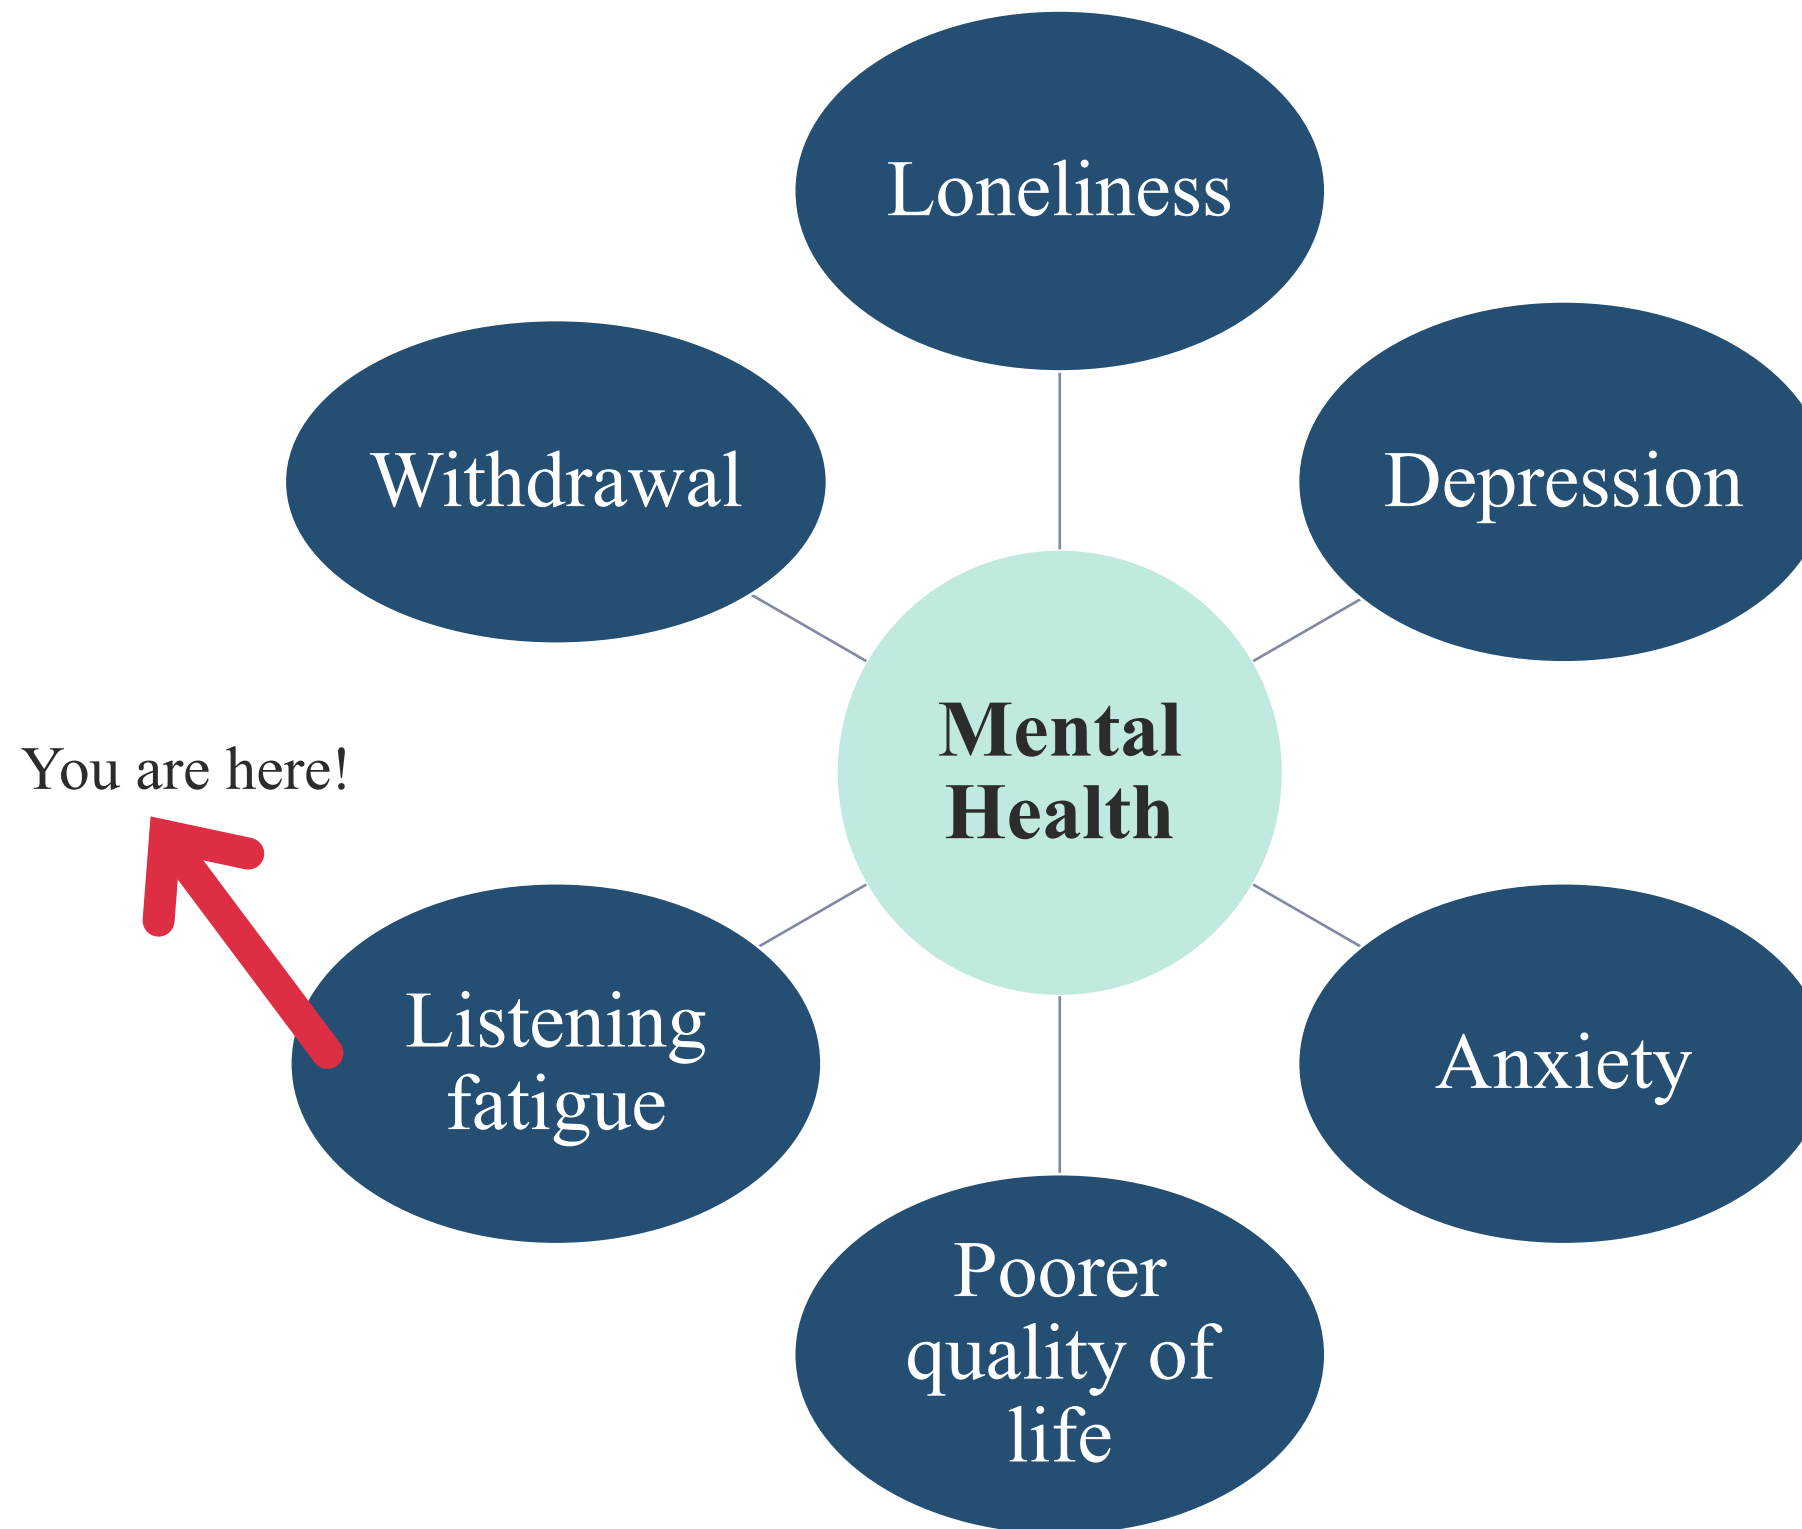 Loneliness
Withdrawal
Depression
Mental
Health
You are here!
Listening
fatigue
Anxiety
Poorer
quality of
life